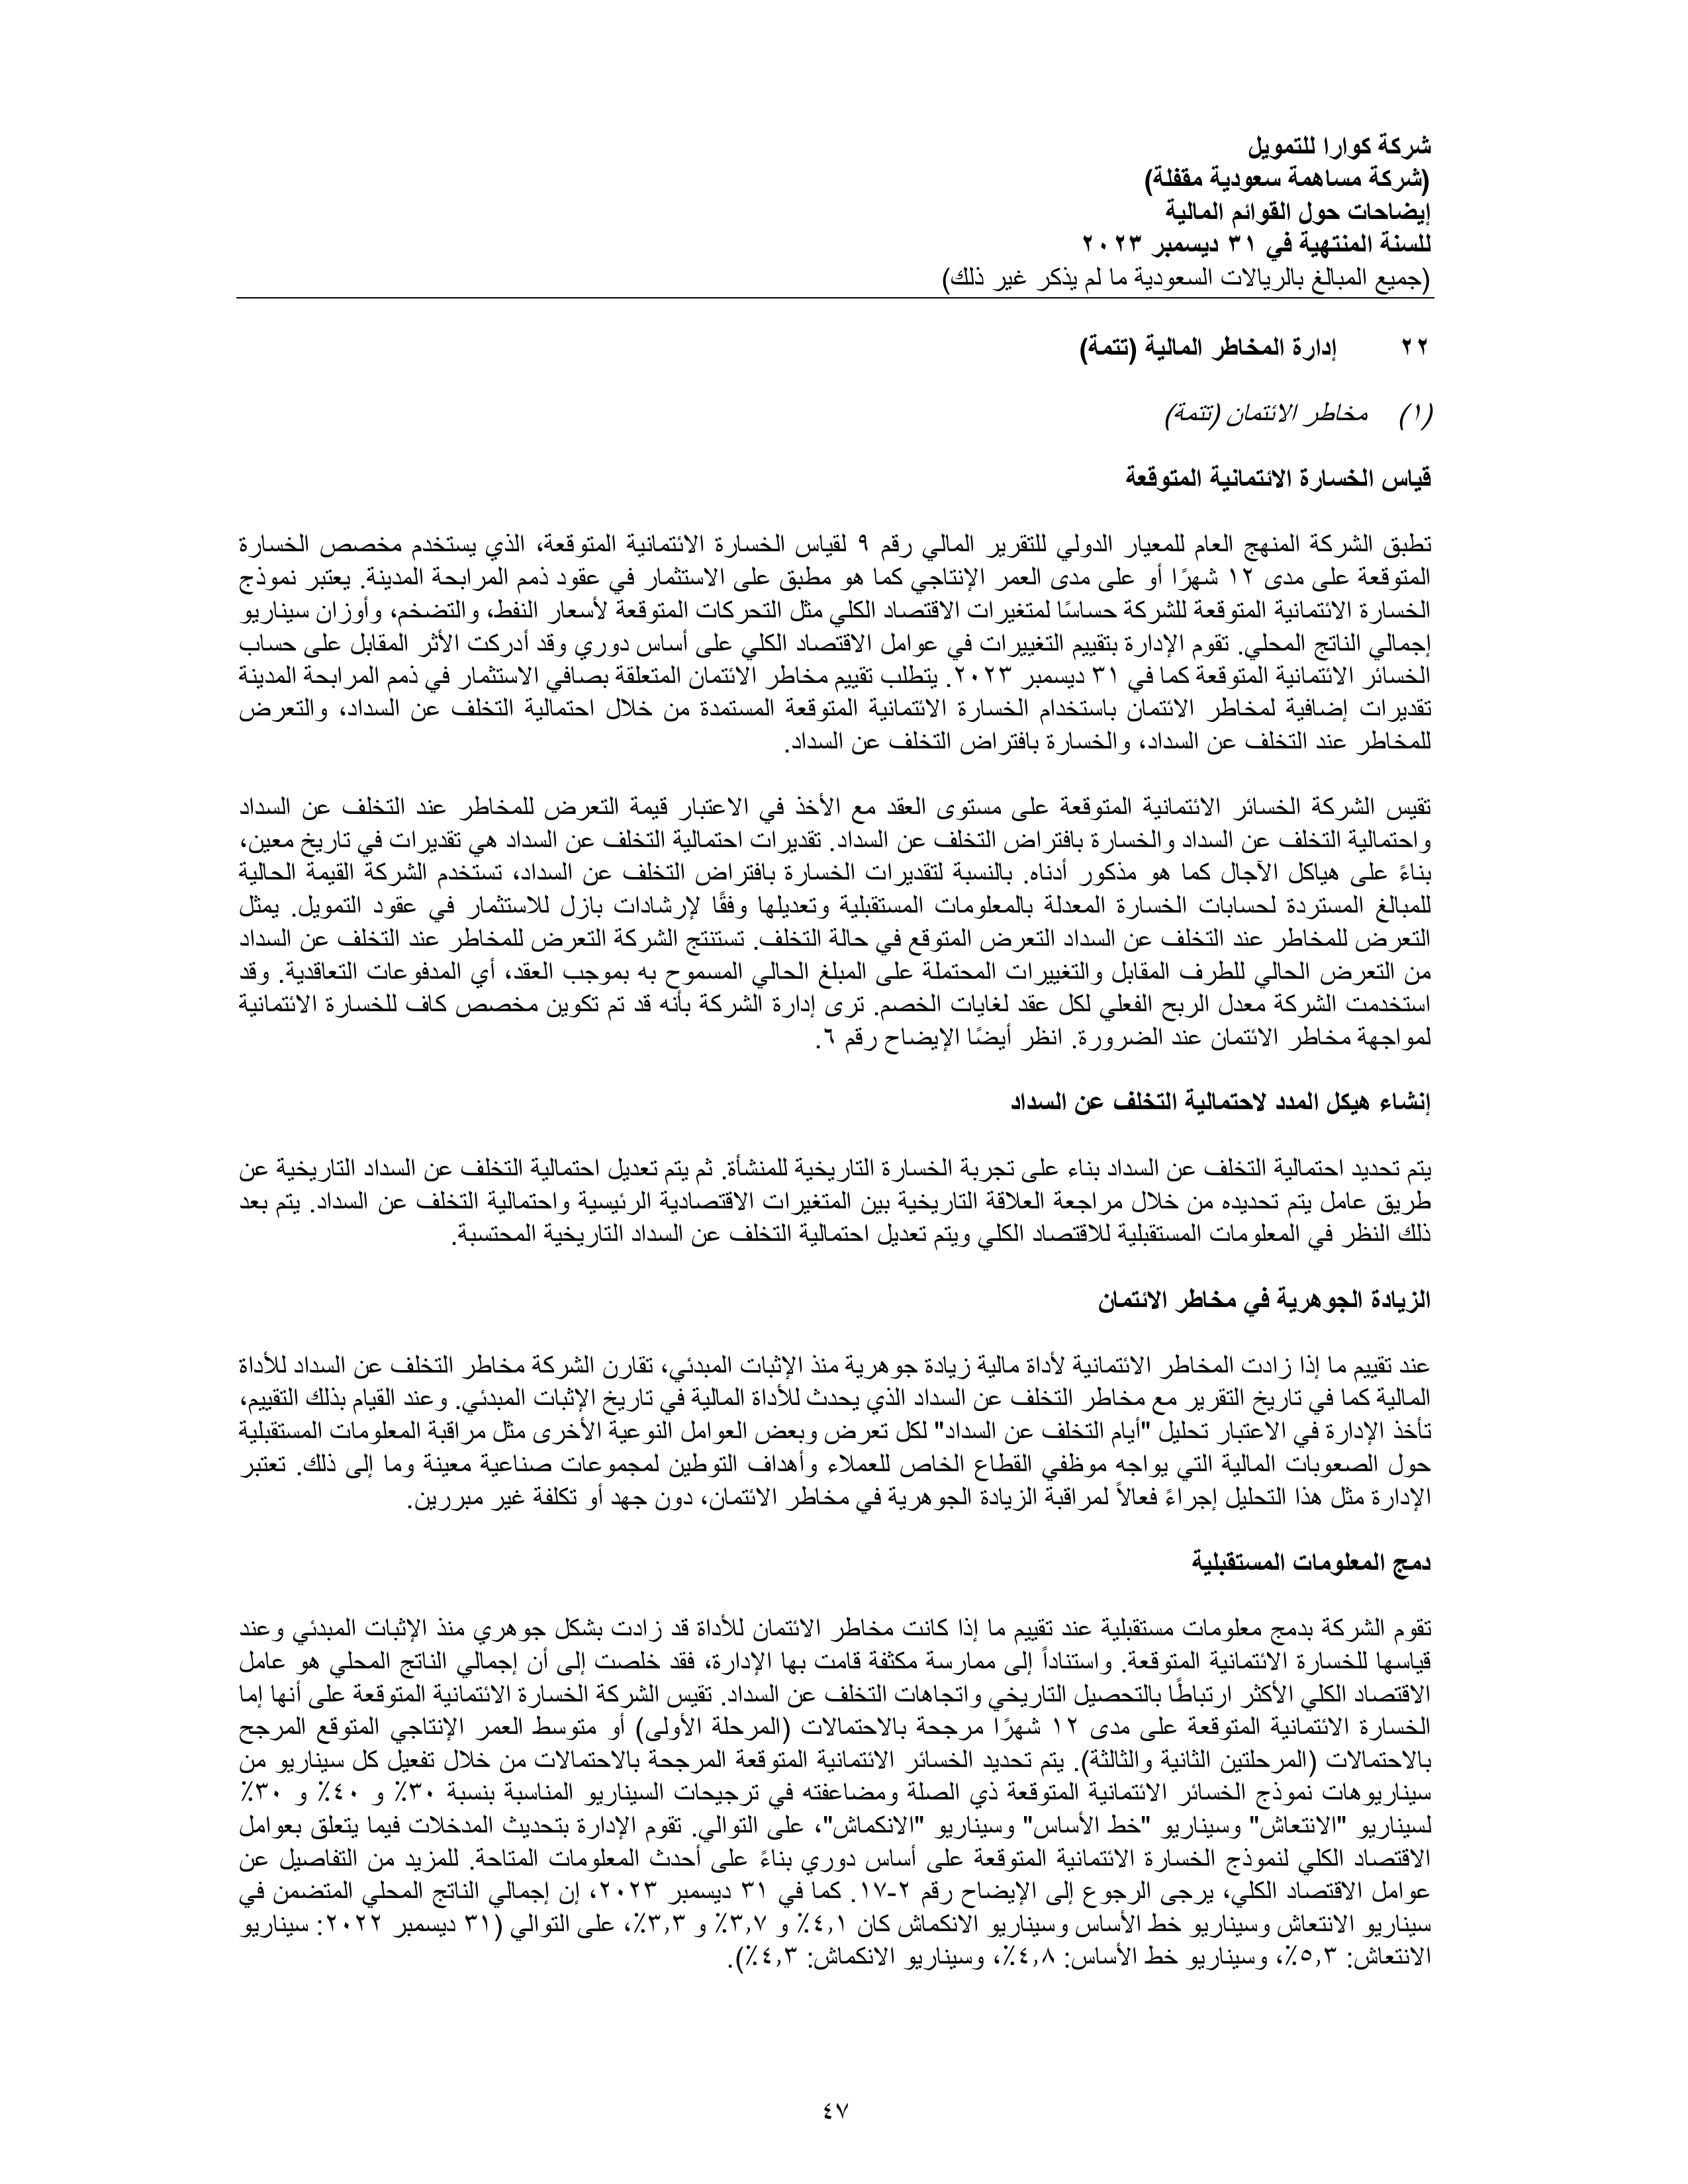 شركة كوارا للتمويل
(شركة مساهمة سعودية مقفلة)
إيضاحات حول القوائم المالية
للسنة المنتهية في ٣١ ديسمبر ٢٠٢٣
(جميع المبالغ بالريالات السعودية ما لم يذكر غير ذلك)
٢٢ إدارة المخاطر المالية (تتمة)
(١) مخاطر الائتمان (تتمة)
قياس الخسارة الائتمانية المتوقعة
تطبق الشركة المنهج العام للمعيار الدولي للتقرير المالي رقم ٩ لقياس الخسارة الائتمانية المتوقعة، الذي يستخدم مخصص الخسارة
المتوقعة على مدى ١٢ شهرًا أو على مدى العمر الإنتاجي كما هو مطبق على الاستثمار في عقود ذمم المرابحة المدينة. يعتبر نموذج
الخسارة الائتمانية المتوقعة للشركة حساسًا لمتغيرات الاقتصاد الكلي مثل التحركات المتوقعة لأسعار النفط، والتضخم، وأوزان سيناريو
إجمالي الناتج المحلي. تقوم الإدارة بتقييم التغييرات في عوامل الاقتصاد الكلي على أساس دوري وقد أدركت الأثر المقابل على حساب
الخسائر الائتمانية المتوقعة كما في ٣١ ديسمبر ٢٠٢٣. يتطلب تقييم مخاطر الائتمان المتعلقة بصافي الاستثمار في ذمم المرابحة المدينة
تقديرات إضافية لمخاطر الائتمان باستخدام الخسارة الائتمانية المتوقعة المستمدة من خلال احتمالية التخلف عن السداد، والتعرض
للمخاطر عند التخلف عن السداد، والخسارة بافتراض التخلف عن السداد.
تقيس الشركة الخسائر الائتمانية المتوقعة على مستوى العقد مع الأخذ في الاعتبار قيمة التعرض للمخاطر عند التخلف عن السداد
واحتمالية التخلف عن السداد والخسارة بافتراض التخلف عن السداد. تقديرات احتمالية التخلف عن السداد هي تقديرات في تاريخ معين،
بناءً على هياكل الآجال كما هو مذكور أدناه. بالنسبة لتقديرات الخسارة بافتراض التخلف عن السداد، تستخدم الشركة القيمة الحالية
للمبالغ المستردة لحسابات الخسارة المعدلة بالمعلومات المستقبلية وتعديلها وفقًا لإرشادات بازل للاستثمار في عقود التمويل. يمثل
التعرض للمخاطر عند التخلف عن السداد التعرض المتوقع في حالة التخلف. تستنتج الشركة التعرض للمخاطر عند التخلف عن السداد
من التعرض الحالي للطرف المقابل والتغييرات المحتملة على المبلغ الحالي المسموح به بموجب العقد، أي المدفوعات التعاقدية. وقد
استخدمت الشركة معدل الربح الفعلي لكل عقد لغايات الخصم. ترى إدارة الشركة بأنه قد تم تكوين مخصص كاف للخسارة الائتمانية
لمواجهة مخاطر الائتمان عند الضرورة. انظر أيضًا الإيضاح رقم ٦.
إنشاء هيكل المدد لاحتمالية التخلف عن السداد
يتم تحديد احتمالية التخلف عن السداد بناء على تجربة الخسارة التاريخية للمنشأة. ثم يتم تعديل احتمالية التخلف عن السداد التاريخية عن
طريق عامل يتم تحديده من خلال مراجعة العلاقة التاريخية بين المتغيرات الاقتصادية الرئيسية واحتمالية التخلف عن السداد. يتم بعد
ذلك النظر في المعلومات المستقبلية للاقتصاد الكلي ويتم تعديل احتمالية التخلف عن السداد التاريخية المحتسبة.
الزيادة الجوهرية في مخاطر الائتمان
عند تقييم ما إذا زادت المخاطر الائتمانية لأداة مالية زيادة جوهرية منذ الإثبات المبدئي، تقارن الشركة مخاطر التخلف عن السداد للأداة
المالية كما في تاريخ التقرير مع مخاطر التخلف عن السداد الذي يحدث للأداة المالية في تاريخ الإثبات المبدئي. وعند القيام بذلك التقييم،
تأخذ الإدارة في الاعتبار تحليل "أيام التخلف عن السداد" لكل تعرض وبعض العوامل النوعية الأخرى مثل مراقبة المعلومات المستقبلية
حول الصعوبات المالية التي يواجه موظفي القطاع الخاص للعملاء وأهداف التوطين لمجموعات صناعية معينة وما إلى ذلك. تعتبر
الإدارة مثل هذا التحليل إجراءً فعالاً لمراقبة الزيادة الجوهرية في مخاطر الائتمان، دون جهد أو تكلفة غير مبررين.
دمج المعلومات المستقبلية
تقوم الشركة بدمج معلومات مستقبلية عند تقييم ما إذا كانت مخاطر الائتمان للأداة قد زادت بشكل جوهري منذ الإثبات المبدئي وعند
قياسها للخسارة الائتمانية المتوقعة. واستناداً إلى ممارسة مكثفة قامت بها الإدارة، فقد خلصت إلى أن إجمالي الناتج المحلي هو عامل
الاقتصاد الكلي الأكثر ارتباطًا بالتحصيل التاريخي واتجاهات التخلف عن السداد. تقيس الشركة الخسارة الائتمانية المتوقعة على أنها إما
الخسارة الائتمانية المتوقعة على مدى ١٢ شهرًا مرجحة بالاحتمالات (المرحلة الأولى) أو متوسط العمر الإنتاجي المتوقع المرجح
بالاحتمالات (المرحلتين الثانية والثالثة). يتم تحديد الخسائر الائتمانية المتوقعة المرجحة بالاحتمالات من خلال تفعيل كل سيناريو من
سيناريوهات نموذج الخسائر الائتمانية المتوقعة ذي الصلة ومضاعفته في ترجيحات السيناريو المناسبة بنسبة ٣٠٪ و ٤٠٪ و ٣٠٪
لسيناريو "الانتعاش" وسيناريو "خط الأساس" وسيناريو "الانكماش"، على التوالي. تقوم الإدارة بتحديث المدخلات فيما يتعلق بعوامل
الاقتصاد الكلي لنموذج الخسارة الائتمانية المتوقعة على أساس دوري بناءً على أحدث المعلومات المتاحة. للمزيد من التفاصيل عن
عوامل الاقتصاد الكلي، يرجى الرجوع إلى الإيضاح رقم ٢-١٧. كما في ٣١ ديسمبر ٢٠٢٣، إن إجمالي الناتج المحلي المتضمن في
سيناريو الانتعاش وسيناريو خط الأساس وسيناريو الانكماش كان ٤,١٪ و ٣,٧٪ و ٣,٣٪، على التوالي (٣١ ديسمبر ٢٠٢٢: سيناريو
الانتعاش: ٥,٣٪، وسيناريو خط الأساس: ٤,٨٪، وسيناريو الانكماش: ٤,٣٪).
٤٧